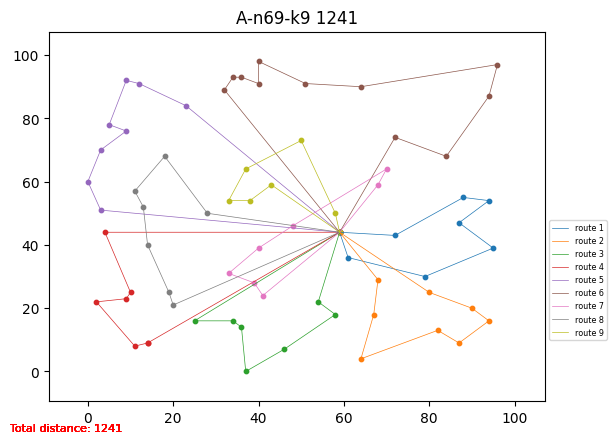 A-n69-k9 1241
100
80
60
40
20
0
0
20
40
60
80
100
route 1
route 2
route 3
route 4
route 5
route 6
route 7
route 8
route 9
Total distance: 1241